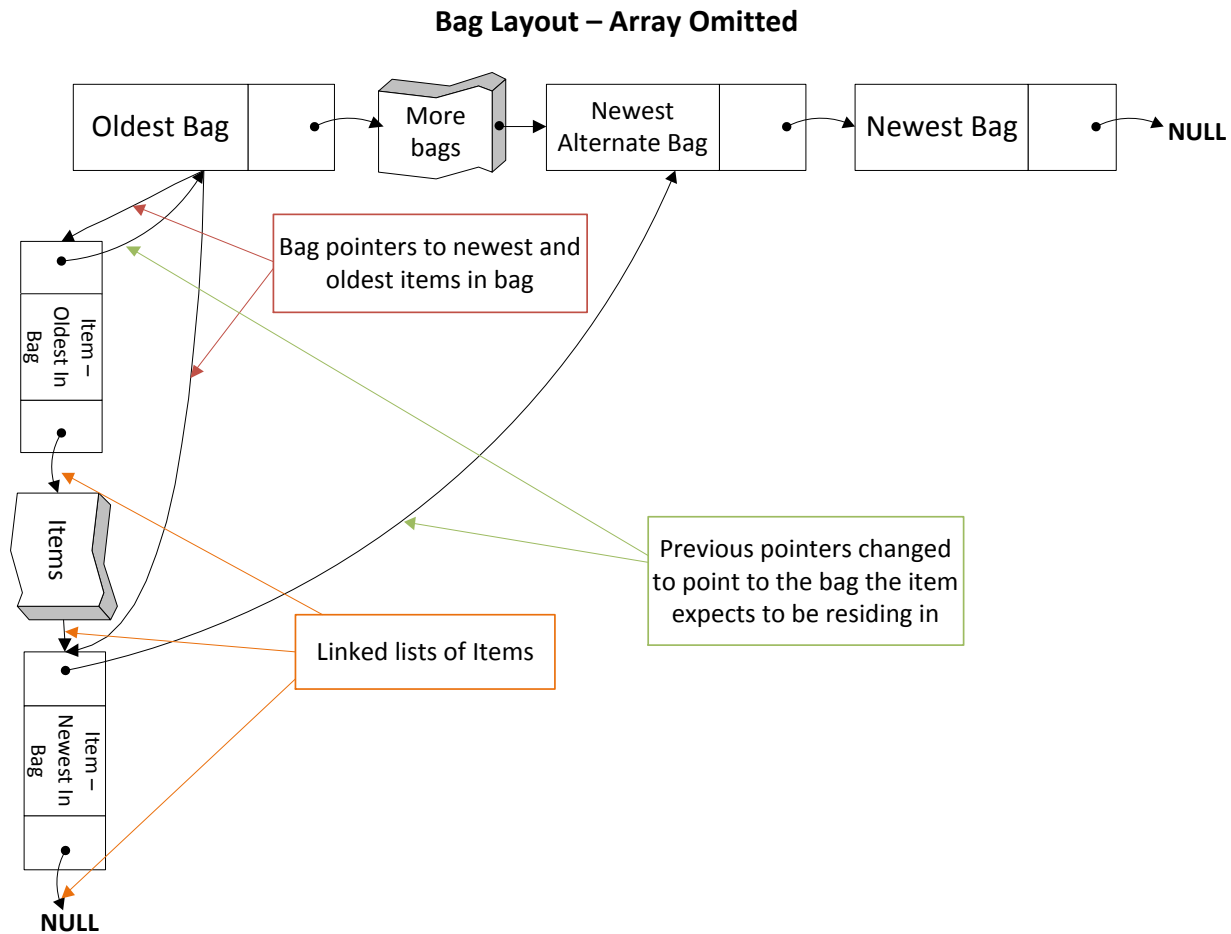 Bag Layout – Array Omitted
Oldest Bag
More
bags
Newest
Alternate Bag
Newest Bag
NULL
Bag pointers to newest and
oldest items in bag
Item –
Oldest In
Bag
Items
Previous pointers changed
to point to the bag the item
expects to be residing in
Linked lists of Items
Item –
Newest In
Bag
NULL